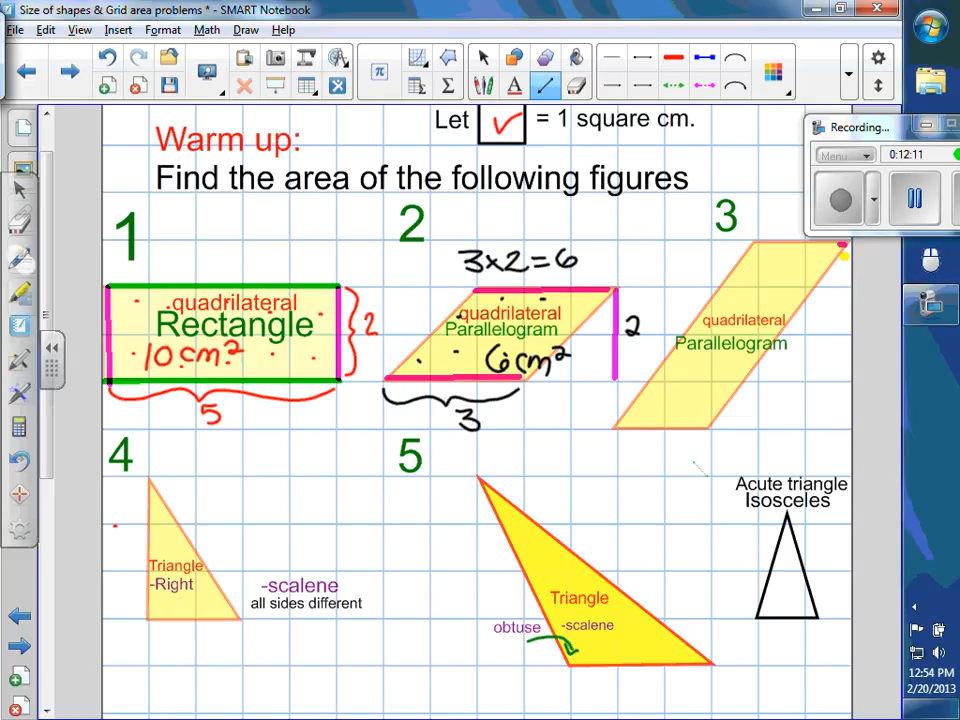 Size of shapes & Grid area problems * - SMART Notebook
File Edit View Insert Format Math Draw Help
Recording...
Menu
0:12:11
Let ✓ = 1 square cm.
Warm up:
Find the area of the following figures
1
2
3
3x2=6
quadrilateral
Rectangle
10cm²
2
5
quadrilateral
Parallelogram
6cm²
2
3
quadrilateral
Parallelogram
4
5
Acute triangle
Isosceles
Triangle
-Right
-scalene
all sides different
Triangle
obtuse
-scalene
12:54 PM
2/20/2013